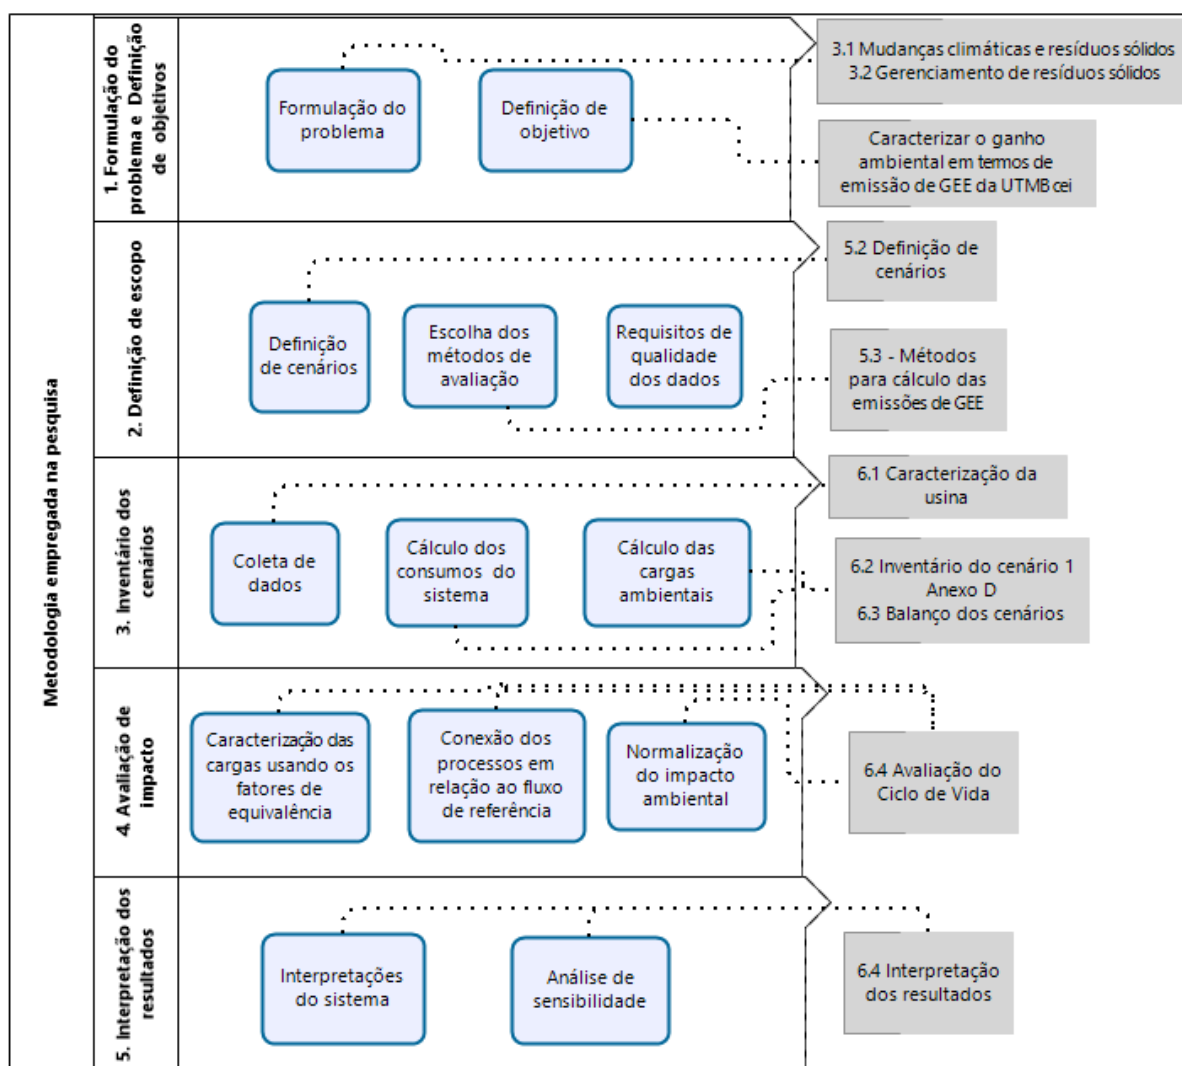 Metodologia empregada na pesquisa
1. Formulação do
problema e Definição
de objetivos
Formulação do
problema
Definição de
objetivo
3.1 Mudanças climáticas e resíduos sólidos
3.2 Gerenciamento de resíduos sólidos
Caracterizar o ganho
ambiental em temos de
emissão de GEE da UTMBcei
2. Definição de escopo
Definição
de cenários
Escolha dos
métodos de
avaliação
Requisitos de
qualidade
dos dados
5.2 Definição de
cenários
5.3 - Métodos
para cálculo das
emissões de GEE
3. Inventário dos
cenários
Coleta de
dados
Cálculo dos
consumos do
sistema
Cálculo das
cargas
ambientais
6.1 Caracterização da
usina
6.2 Inventário do cenário 1
Anexo D
6.3 Balanço dos cenários
4. Avaliação de
impacto
Caracterização das
cargas usando os
fatores de
equivalência
Conexão dos
processos em
relação ao fluxo
de referência
Normalização
do impacto
ambiental
6.4 Avaliação do
Ciclo de Vida
5. Interpretação dos
resultados
Interpretações
do sistema
Análise de
sensibilidade
6.4 Interpretação
dos resultados